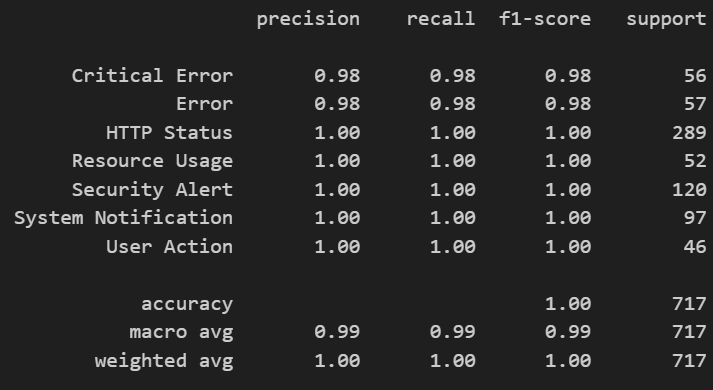 precision recall f1-score support
Critical Error 0.98 0.98 0.98 56
Error 0.98 0.98 0.98 57
HTTP Status 1.00 1.00 1.00 289
Resource Usage 1.00 1.00 1.00 52
Security Alert 1.00 1.00 1.00 120
System Notification 1.00 1.00 1.00 97
User Action 1.00 1.00 1.00 46
accuracy 1.00 717
macro avg 0.99 0.99 0.99 717
weighted avg 1.00 1.00 1.00 717